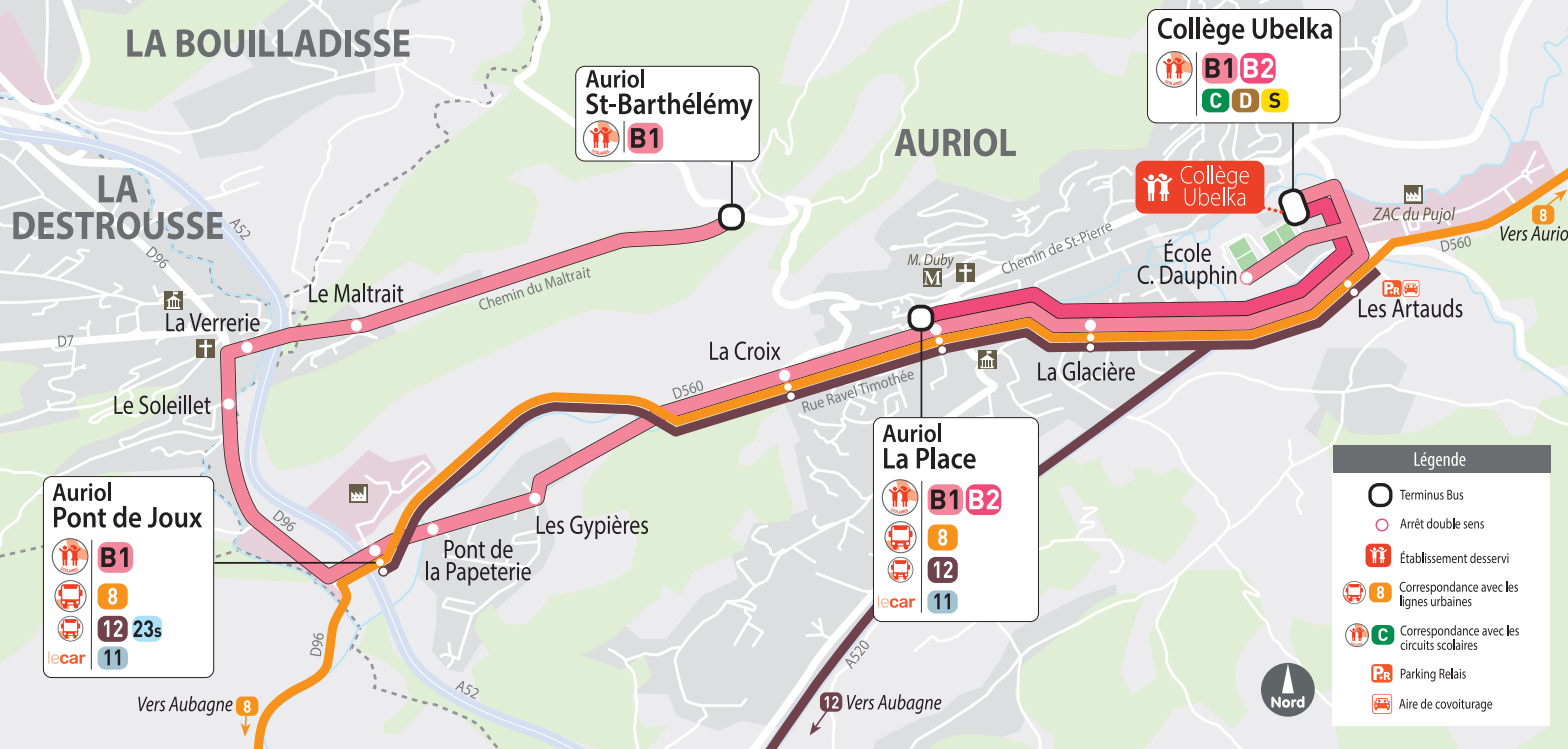 LA BOUILLADISSE
LA
DESTROUSSE
AURIOL
Auriol
St-Barthélémy
B1
Collège Ubelka
B1 B2
C D S
Collège
Ubelka
ZAC du Pujol
8
Vers Aurio
D560
École
C. Dauphin
Chemin de St-Pierre
M. Duby
M
P+R
Les Artauds
A52
D96
D7
Le Maltrait
Chemin du Maltrait
La Verrerie
Le Soleillet
La Croix
D560
Rue Ravel Timothée
La Glacière
Auriol
La Place
SCOLAIRES
B1 B2
8
12
lecar 11
Auriol
Pont de Joux
SCOLAIRES
B1
8
12 23s
lecar 11
D96
Les Gypières
Pont de
la Papeterie
D96
A52
A520
Vers Aubagne 8
12 Vers Aubagne
Nord
Légende
Terminus Bus
Arrêt double sens
Établissement desservi
8 Correspondance avec les
lignes urbaines
C Correspondance avec les
circuits scolaires
P+R Parking Relais
Aire de covoiturage